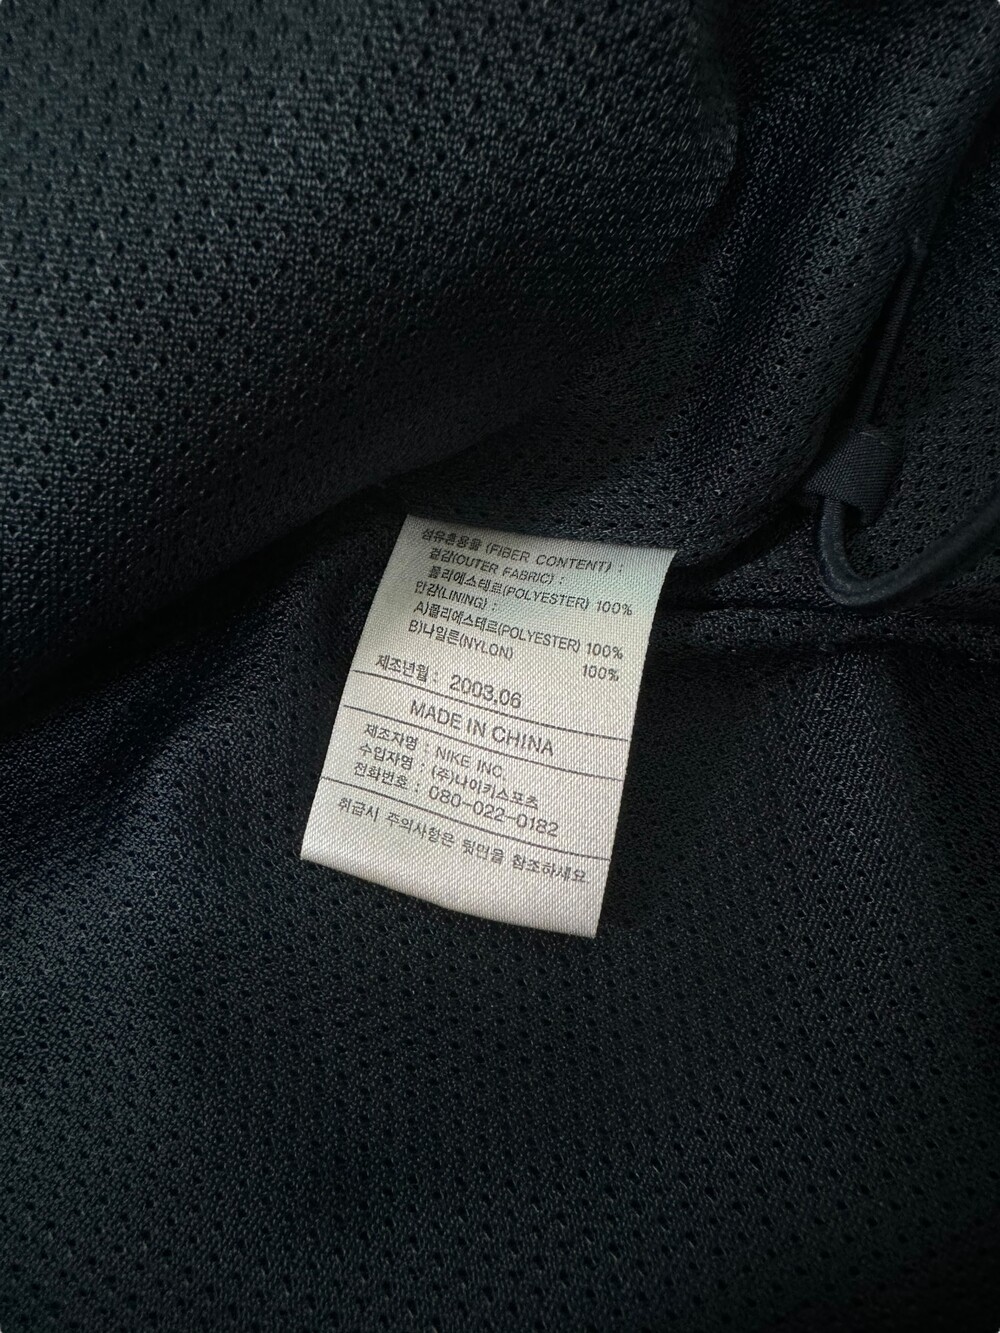 섬유혼용율 (FIBER CONTENT) :
겉감(OUTER FABRIC) :
폴리에스테르(POLYESTER) 100%
안감(LINING) :
A)폴리에스테르(POLYESTER) 100%
B)나일론(NYLON) 100%
제조년월 : 2003.06
MADE IN CHINA
제조자명 : NIKE INC.
수입자명 : (주)나이키스포츠
전화번호 : 080-022-0182
취급시 주의사항은 뒷면을 참조하세요